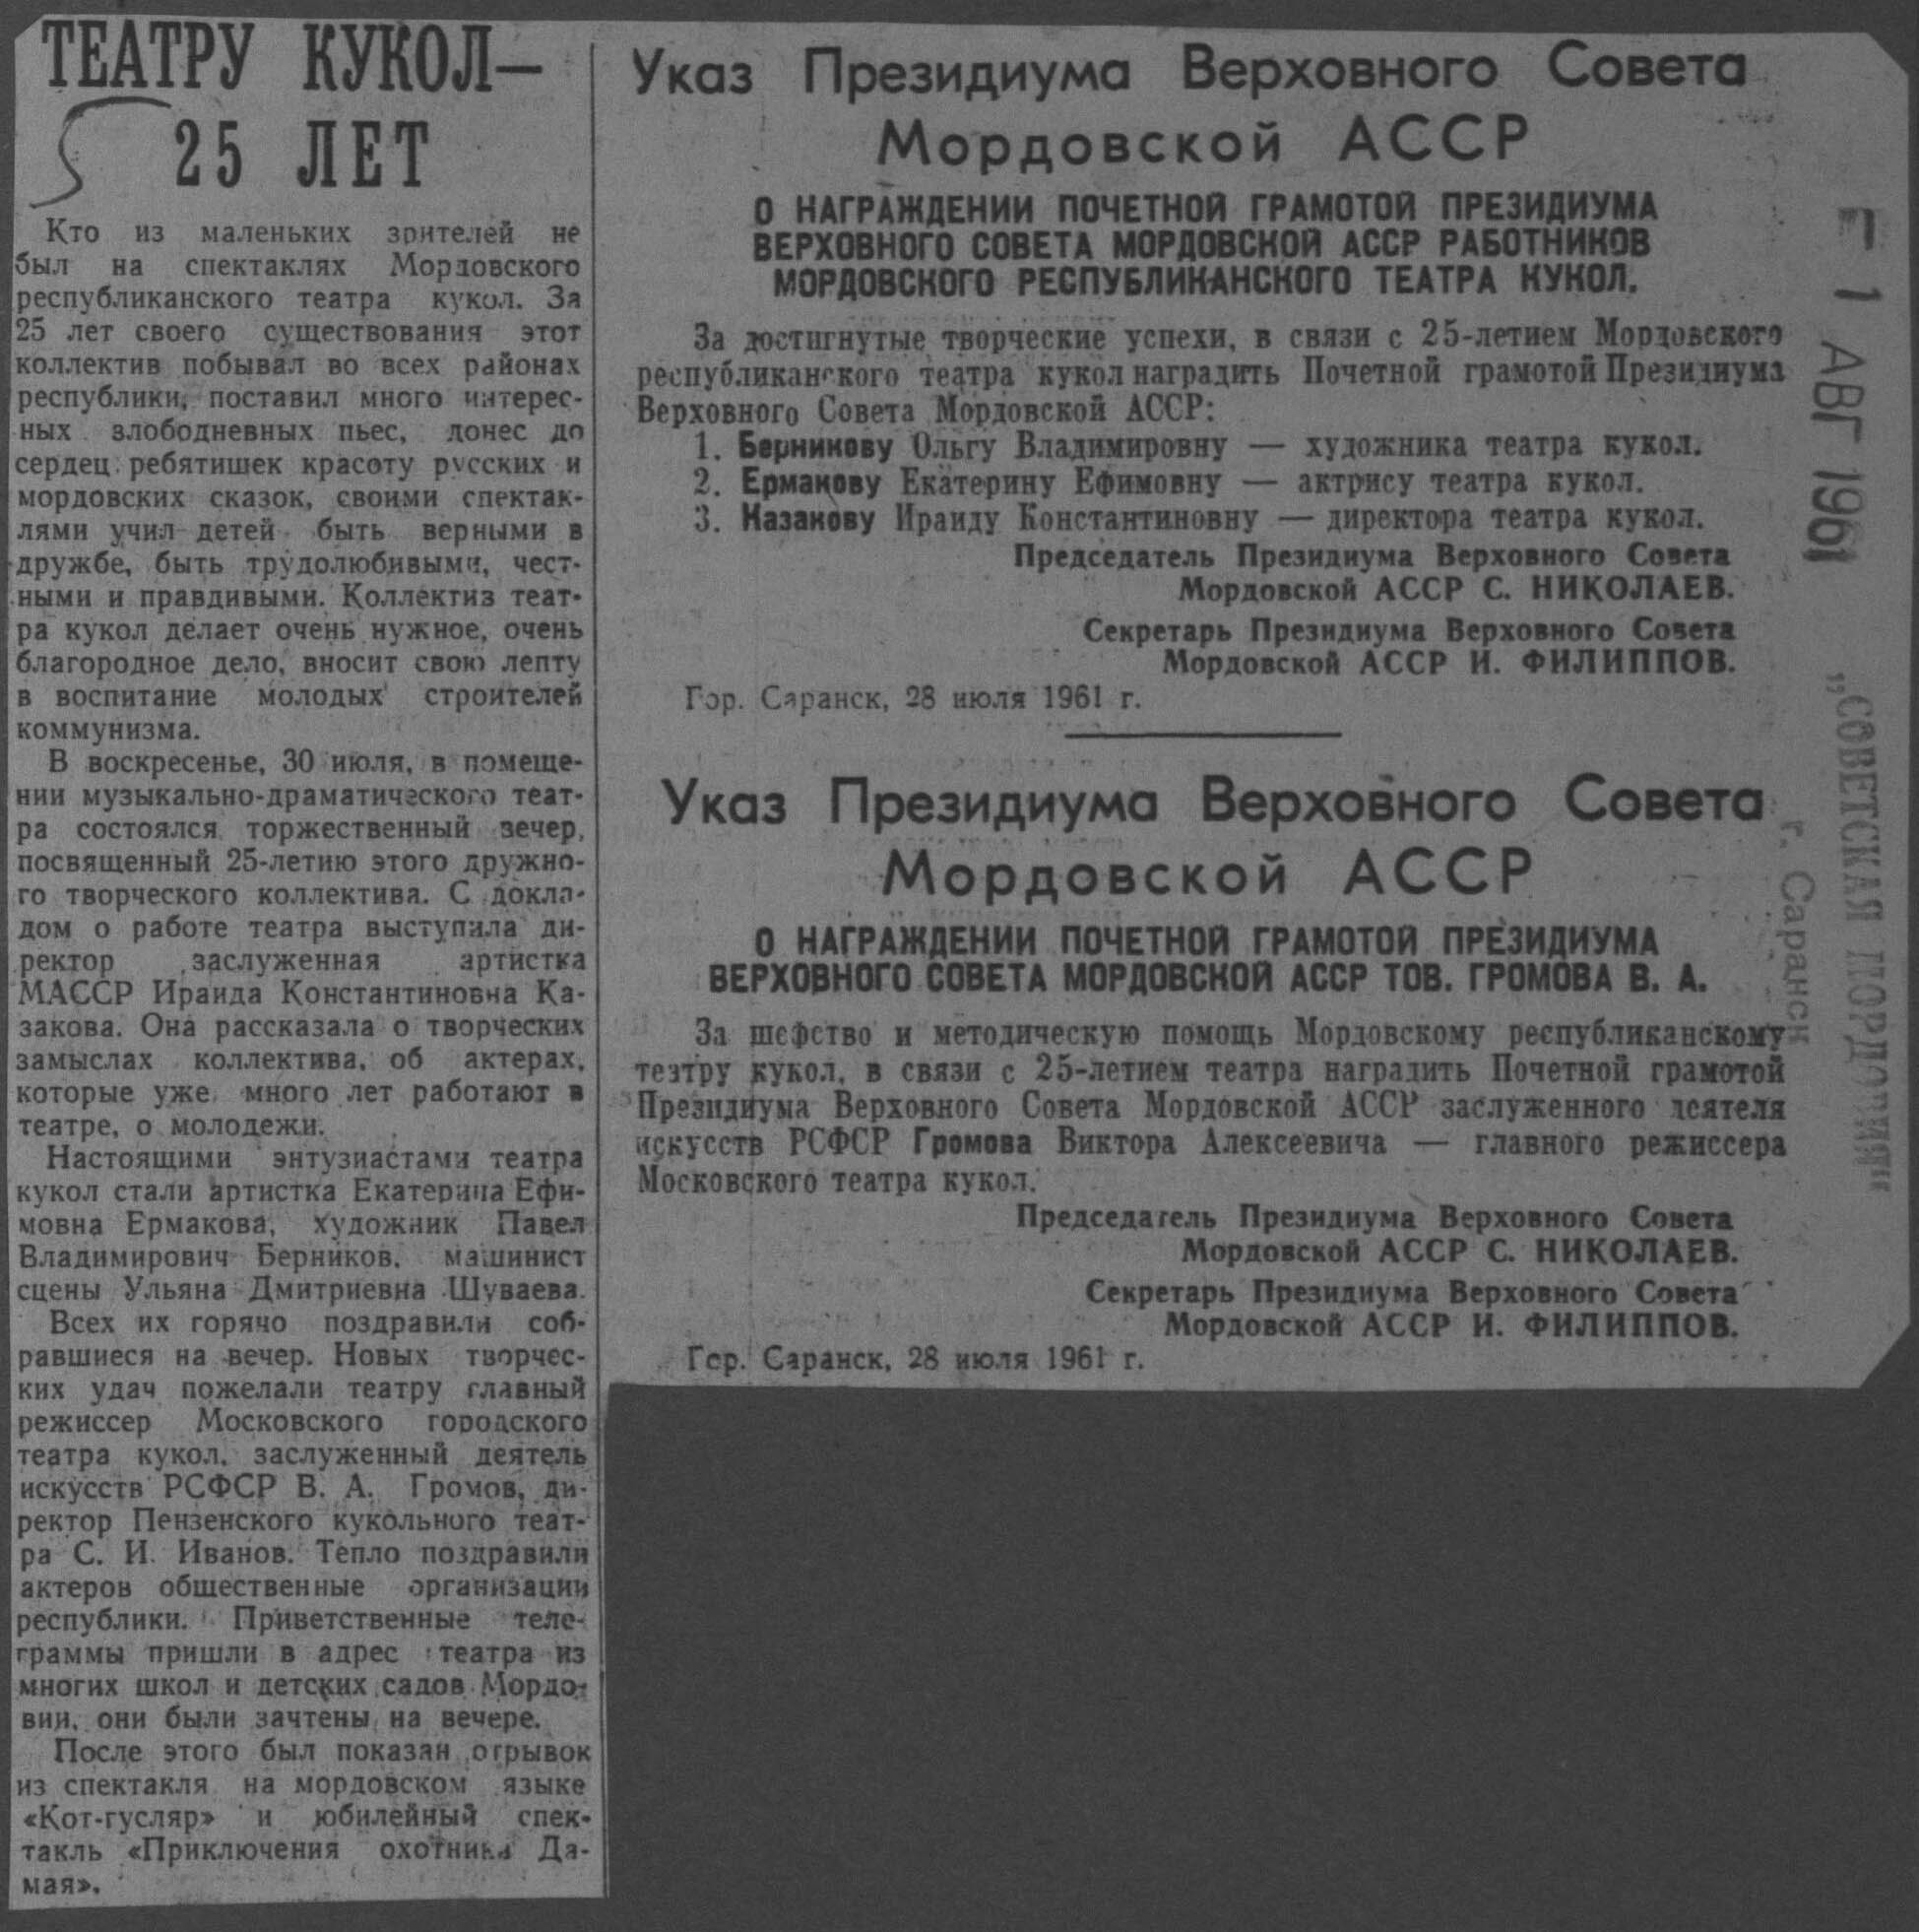 ТЕАТРУ КУКОЛ—
25 ЛЕТ
Кто из маленьких зрителей не
был на спектаклях Мордовского
республиканского театра кукол. За
25 лет своего существования этот
коллектив побывал во всех районах
республики, поставил много интерес-
ных злободневных пьес, донес до
сердец ребятишек красоту русских и
мордовских сказок, своими спектак-
лями учил детей быть верными в
дружбе, быть трудолюбивыми, чест-
ными и правдивыми. Коллектив теат-
ра кукол делает очень нужное, очень
благородное дело, вносит свою лепту
в воспитание молодых строителей
коммунизма.
В воскресенье, 30 июля, в помеще-
нии музыкально-драматического теат-
ра состоялся торжественный вечер,
посвященный 25-летию этого дружно-
го творческого коллектива. С докла-
дом о работе театра выступила ди-
ректор заслуженная артистка
МАССР Ираида Константиновна Ка-
закова. Она рассказала о творческих
замыслах коллектива, об актерах,
которые уже много лет работают в
театре, о молодежи.
Настоящими энтузиастами театра
кукол стали артистка Екатерина Ефи-
мовна Ермакова, художник Павел
Владимирович Берников, машинист
сцены Ульяна Дмитриевна Шуваева.
Всех их горячо поздравили соб-
равшиеся на вечер. Новых творчес-
ких удач пожелали театру главный
режиссер Московского городского
театра кукол, заслуженный деятель
искусств РСФСР В. А. Громов, ди-
ректор Пензенского кукольного теат-
ра С. И. Иванов. Тепло поздравили
актеров общественные организации
республики. Приветственные теле-
граммы пришли в адрес театра из
многих школ и детских садов Мордо-
вии, они были зачтены на вечере.
После этого был показан отрывок
из спектакля на мордовском языке
«Кот-гусляр» и юбилейный спек-
такль «Приключения охотника Да-
мая».
Указ Президиума Верховного Совета
Мордовской АССР
О НАГРАЖДЕНИИ ПОЧЕТНОЙ ГРАМОТОЙ ПРЕЗИДИУМА
ВЕРХОВНОГО СОВЕТА МОРДОВСКОЙ АССР РАБОТНИКОВ
МОРДОВСКОГО РЕСПУБЛИКАНСКОГО ТЕАТРА КУКОЛ.
За достигнутые творческие успехи, в связи с 25-летием Мордовского
республиканского театра кукол наградить Почетной грамотой Президиума
Верховного Совета Мордовской АССР:
1. Берникову Ольгу Владимировну — художника театра кукол.
2. Ермакову Екатерину Ефимовну — актрису театра кукол.
3. Казакову Ираиду Константиновну — директора театра кукол.
Председатель Президиума Верховного Совета
Мордовской АССР С. НИКОЛАЕВ.
Секретарь Президиума Верховного Совета
Мордовской АССР И. ФИЛИППОВ.
Гор. Саранск, 28 июля 1961 г.
Указ Президиума Верховного Совета
Мордовской АССР
О НАГРАЖДЕНИИ ПОЧЕТНОЙ ГРАМОТОЙ ПРЕЗИДИУМА
ВЕРХОВНОГО СОВЕТА МОРДОВСКОЙ АССР ТОВ. ГРОМОВА В. А.
За шефство и методическую помощь Мордовскому республиканскому
театру кукол, в связи с 25-летием театра наградить Почетной грамотой
Президиума Верховного Совета Мордовской АССР заслуженного деятеля
искусств РСФСР Громова Виктора Алексеевича — главного режиссера
Московского театра кукол.
Председатель Президиума Верховного Совета
Мордовской АССР С. НИКОЛАЕВ.
Секретарь Президиума Верховного Совета
Мордовской АССР И. ФИЛИППОВ.
Гор. Саранск, 28 июля 1961 г.
1 АВГ 1961
„СОВЕТСКАЯ МОРДОВИЯ"
г. Саранск